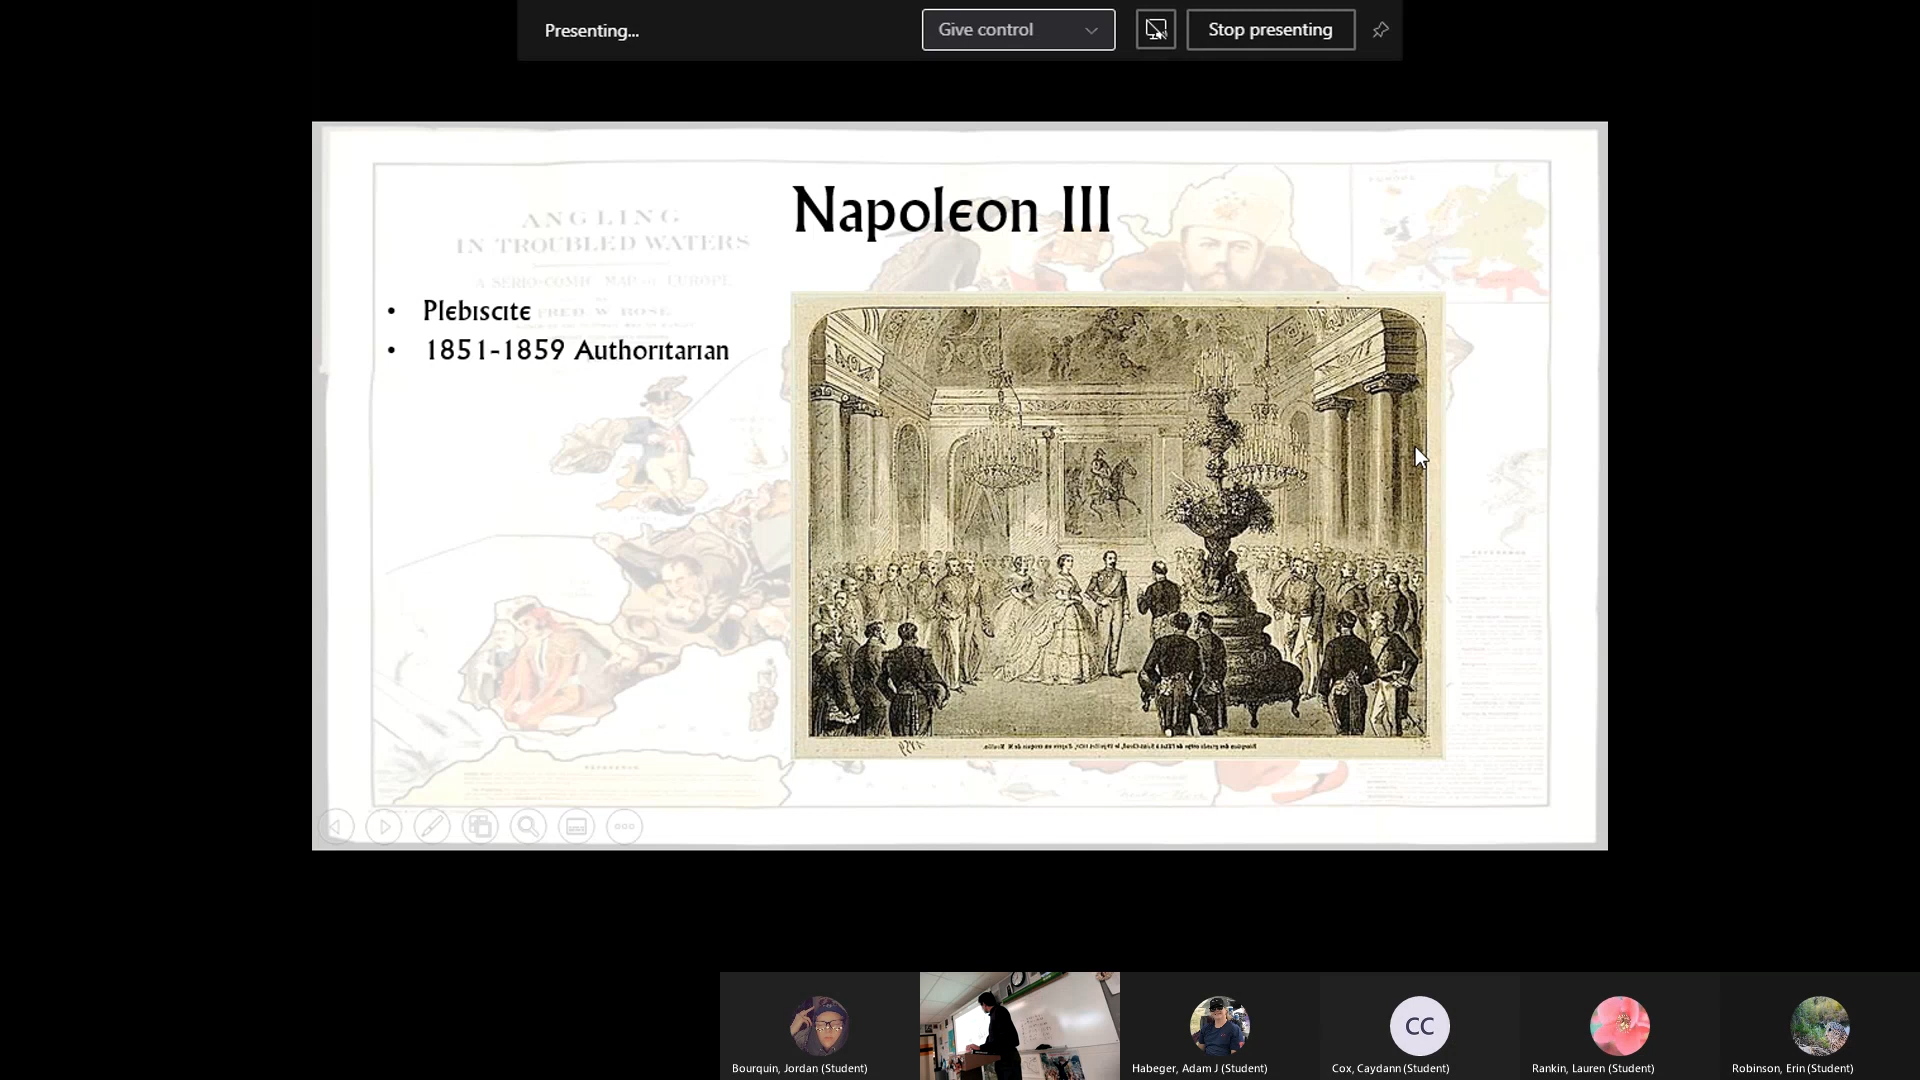 Presenting...
Give control
Stop presenting
Napoleon III
ANGLING
IN TROUBLED WATERS
A SERIO-COMIC MAP OF EUROPE
BY
FRED W. ROSE
• Plebiscite
• 1851-1859 Authoritarian
Bourquin, Jordan (Student)
Habeger, Adam J (Student)
CC
Cox, Caydann (Student)
Rankin, Lauren (Student)
Robinson, Erin (Student)